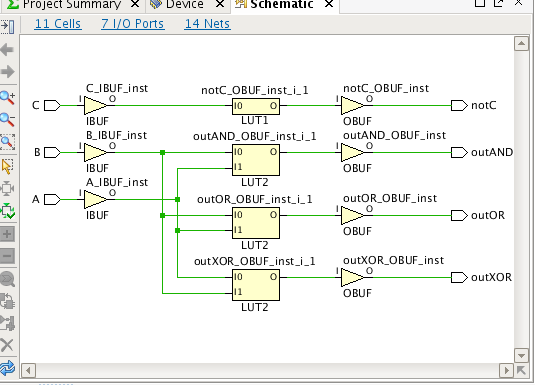 Project Summary × Device × Schematic ×
11 Cells 7 I/O Ports 14 Nets
C_IBUF_inst notC_OBUF_inst_i_1 notC_OBUF_inst
C I O I0 O I O notC
IBUF LUT1 OBUF
B_IBUF_inst outAND_OBUF_inst_i_1 outAND_OBUF_inst
B I O I0 O I O outAND
IBUF I1 OBUF
A_IBUF_inst LUT2
A I O outOR_OBUF_inst_i_1 outOR_OBUF_inst
IBUF I0 O I O outOR
I1 OBUF
LUT2
outXOR_OBUF_inst_i_1 outXOR_OBUF_inst
I0 O I O outXOR
I1 OBUF
LUT2